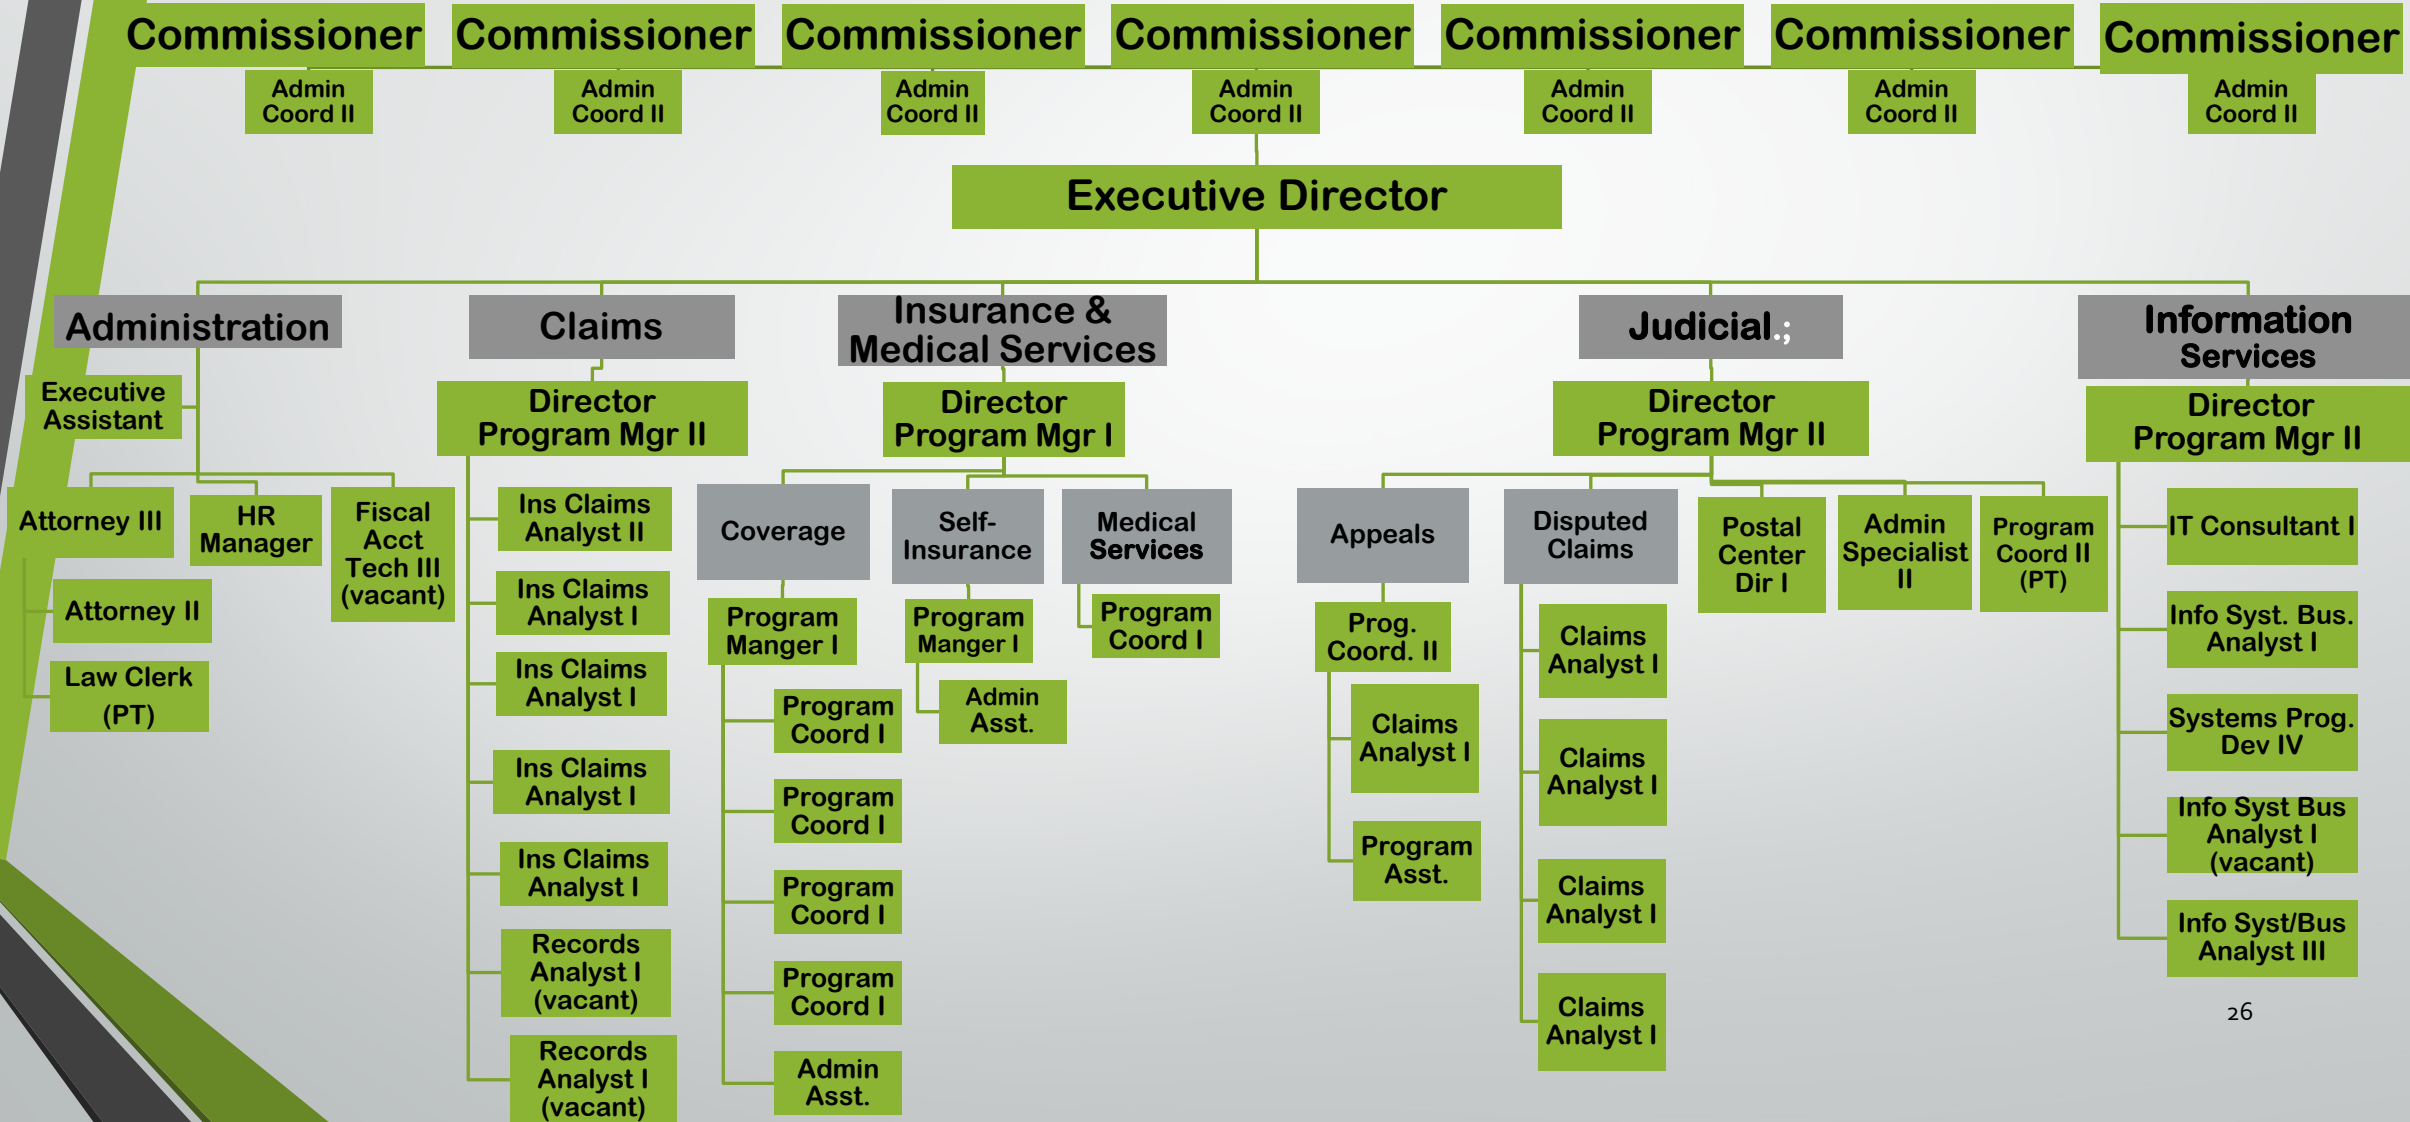 Commissioner
Commissioner
Commissioner
Commissioner
Commissioner
Commissioner
Commissioner
Admin
Coord II
Admin
Coord II
Admin
Coord II
Admin
Coord II
Admin
Coord II
Admin
Coord II
Admin
Coord II
Executive Director
Administration
Executive
Assistant
Attorney III
HR
Manager
Fiscal
Acct
Tech III
(vacant)
Attorney II
Law Clerk
(PT)
Claims
Director
Program Mgr II
Ins Claims
Analyst II
Ins Claims
Analyst I
Ins Claims
Analyst I
Ins Claims
Analyst I
Ins Claims
Analyst I
Records
Analyst I
(vacant)
Records
Analyst I
(vacant)
Insurance &
Medical Services
Director
Program Mgr I
Coverage
Program
Manger I
Program
Coord I
Program
Coord I
Program
Coord I
Program
Coord I
Admin
Asst.
Self-
Insurance
Program
Manger I
Admin
Asst.
Medical
Services
Program
Coord I
Judicial.;
Director
Program Mgr II
Appeals
Prog.
Coord. II
Claims
Analyst I
Program
Asst.
Disputed
Claims
Claims
Analyst I
Claims
Analyst I
Claims
Analyst I
Claims
Analyst I
Postal
Center
Dir I
Admin
Specialist
II
Program
Coord II
(PT)
Information
Services
Director
Program Mgr II
IT Consultant I
Info Syst. Bus.
Analyst I
Systems Prog.
Dev IV
Info Syst Bus
Analyst I
(vacant)
Info Syst/Bus
Analyst III
26